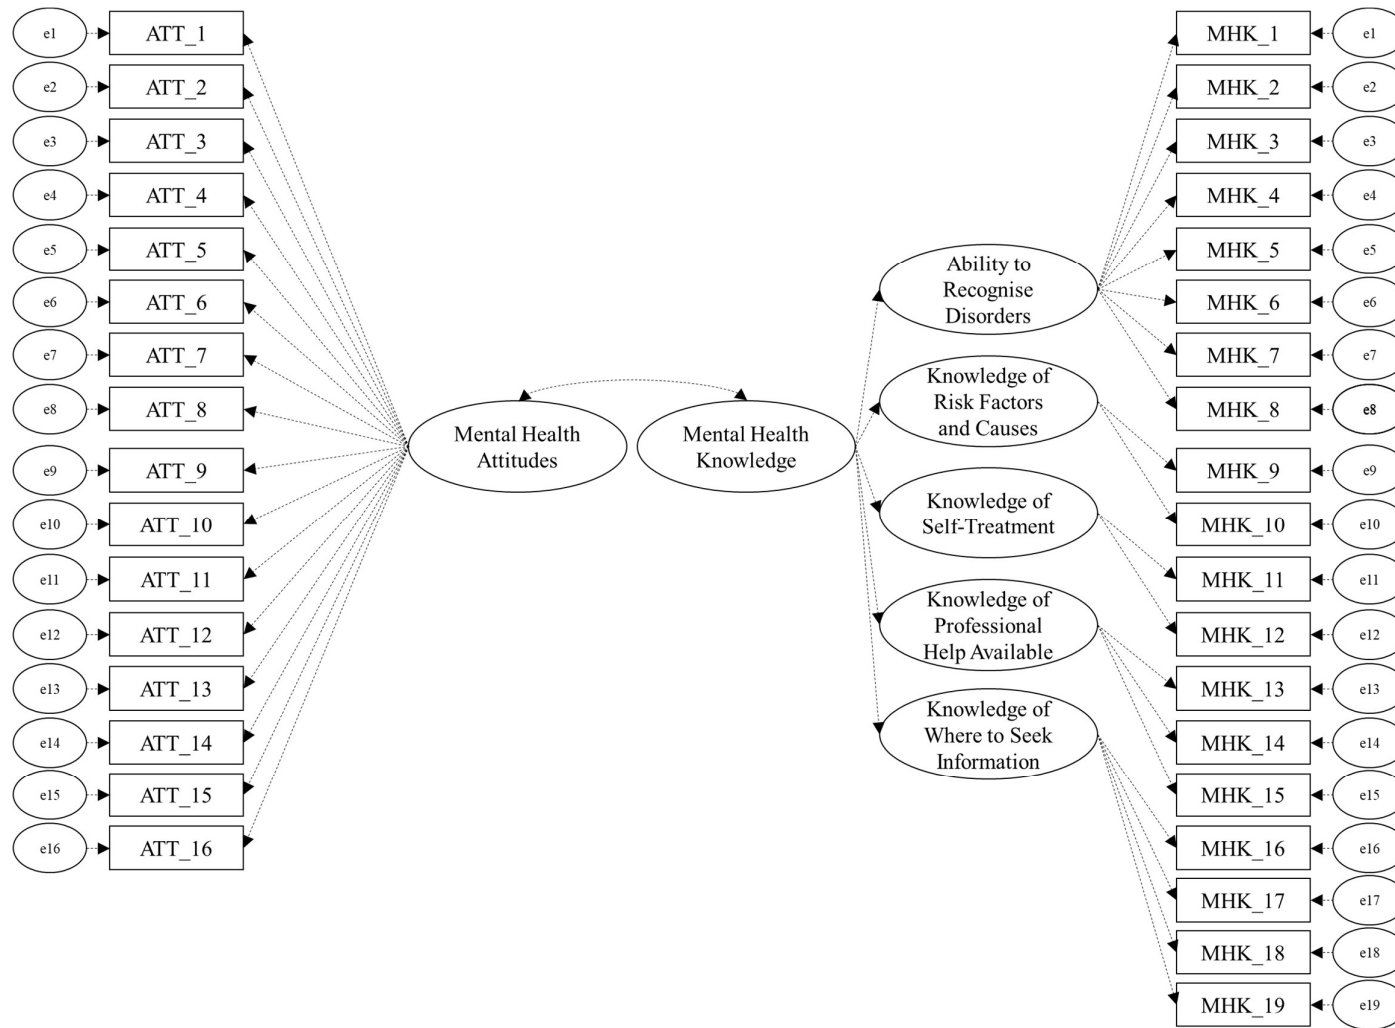 e1
ATT_1
e2
ATT_2
e3
ATT_3
e4
ATT_4
e5
ATT_5
e6
ATT_6
e7
ATT_7
e8
ATT_8
e9
ATT_9
e10
ATT_10
e11
ATT_11
e12
ATT_12
e13
ATT_13
e14
ATT_14
e15
ATT_15
e16
ATT_16
Mental Health
Attitudes
Mental Health
Knowledge
Ability to
Recognise
Disorders
Knowledge of
Risk Factors
and Causes
Knowledge of
Self-Treatment
Knowledge of
Professional
Help Available
Knowledge of
Where to Seek
Information
MHK_1
e1
MHK_2
e2
MHK_3
e3
MHK_4
e4
MHK_5
e5
MHK_6
e6
MHK_7
e7
MHK_8
e8
MHK_9
e9
MHK_10
e10
MHK_11
e11
MHK_12
e12
MHK_13
e13
MHK_14
e14
MHK_15
e15
MHK_16
e16
MHK_17
e17
MHK_18
e18
MHK_19
e19